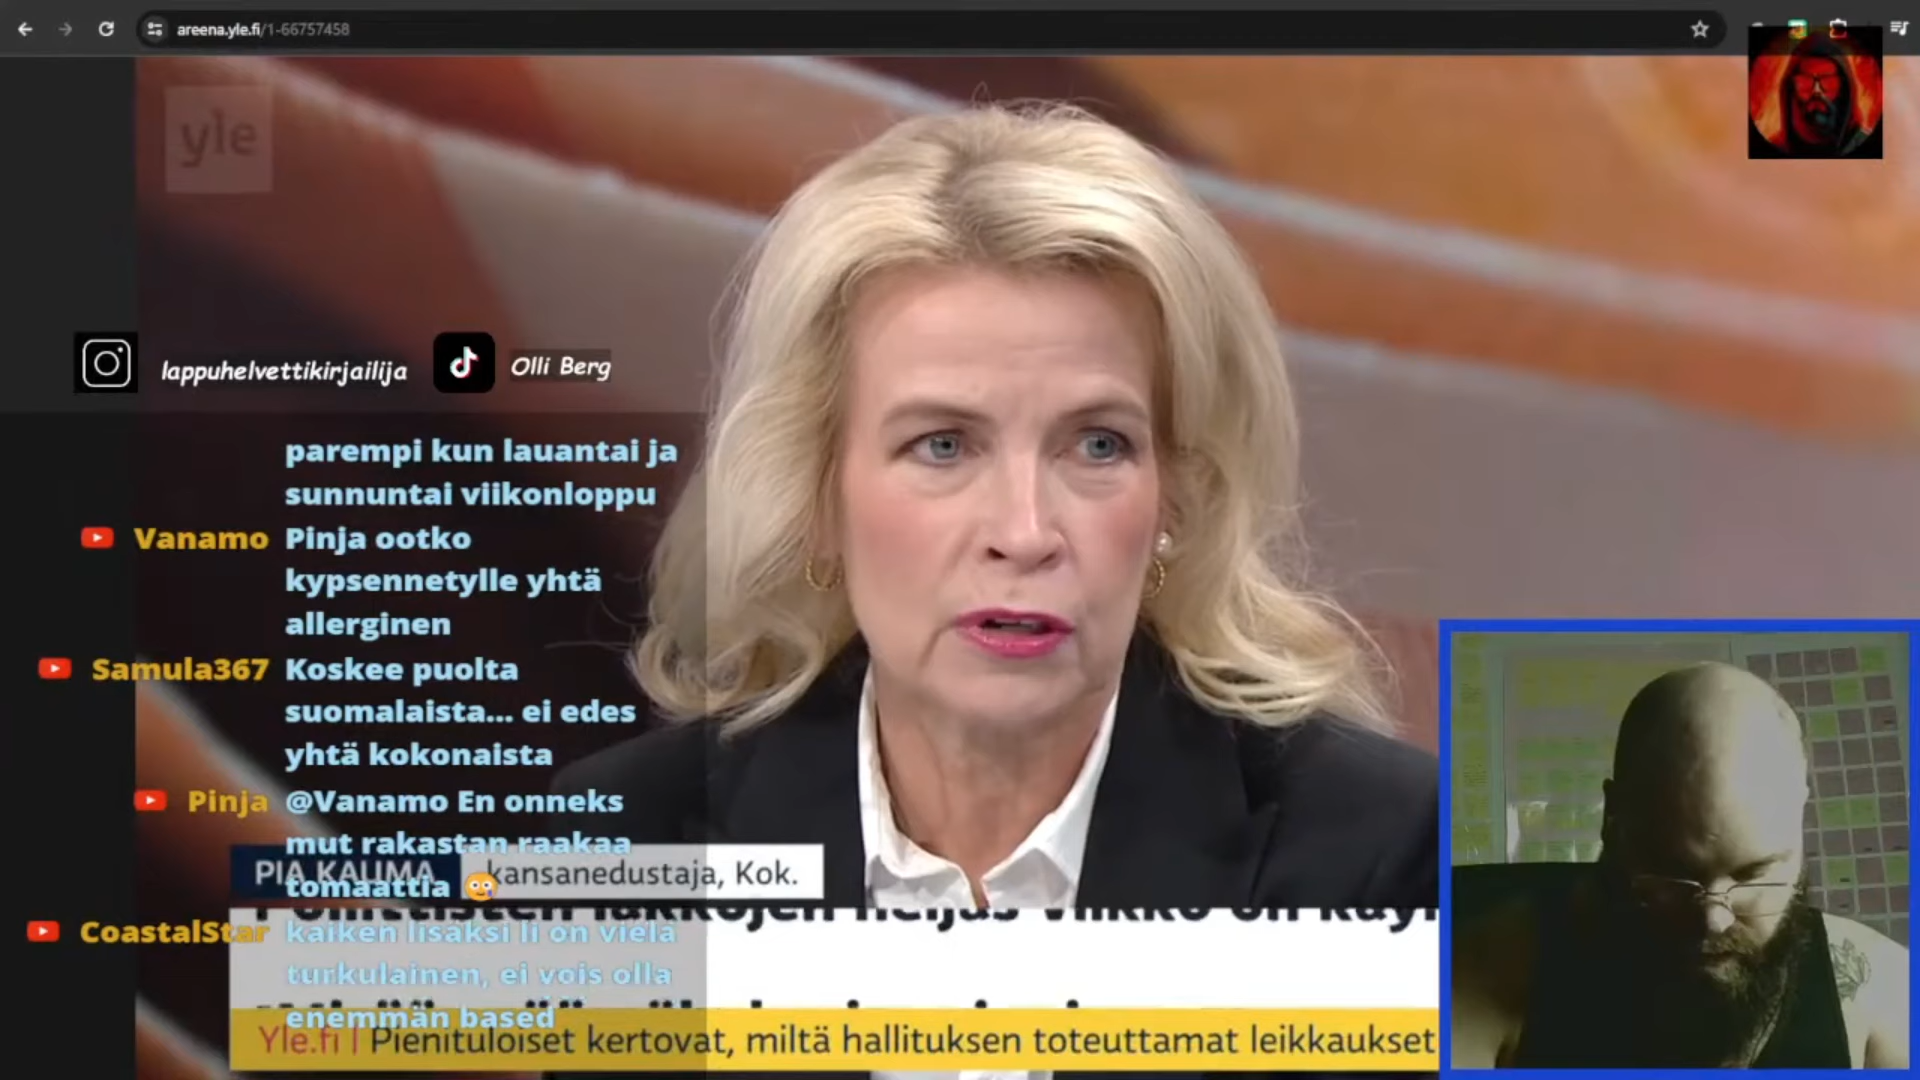 areena.yle.fi/1-66757458
yle
lappuhelvettikirjailija
Olli Berg
parempi kun lauantai ja
sunnuntai viikonloppu
Vanamo Pinja ootko
kypsennetylle yhtä
allerginen
Samula367 Koskee puolta
suomalaista... ei edes
yhtä kokonaista
Pinja @Vanamo En onneks
mut rakastan raakaa
tomaattia 🥹
PIA KAUMA kansanedustaja, Kok.
viikko on
CoastalStar kaiken lisäksi li on vielä
turkulainen, ei vois olla
enemmän based
Yle.fi | Pienituloiset kertovat, miltä hallituksen toteuttamat leikkaukset